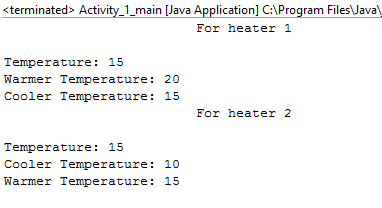 <terminated> Activity_1_main [Java Application] C:\Program Files\Java\
For heater 1
Temperature: 15
Warmer Temperature: 20
Cooler Temperature: 15
For heater 2
Temperature: 15
Cooler Temperature: 10
Warmer Temperature: 15